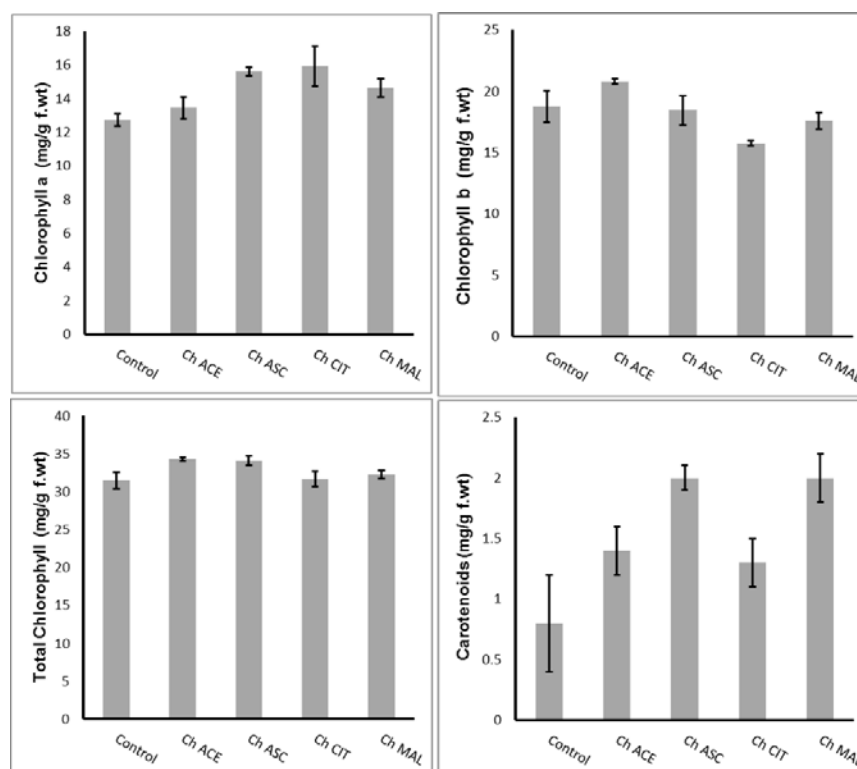 Chlorophyll a (mg/g f.wt)
18
16
14
12
10
8
6
4
2
0
Control
Ch ACE
Ch ASC
Ch CIT
Ch MAL
Chlorophyll b (mg/g f.wt)
25
20
15
10
5
0
Control
Ch ACE
Ch ASC
Ch CIT
Ch MAL
Total Chlorophyll (mg/g f.wt)
40
35
30
25
20
15
10
5
0
Control
Ch ACE
Ch ASC
Ch CIT
Ch MAL
Carotenoids (mg/g f.wt)
2.5
2
1.5
1
0.5
0
Control
Ch ACE
Ch ASC
Ch CIT
Ch MAL